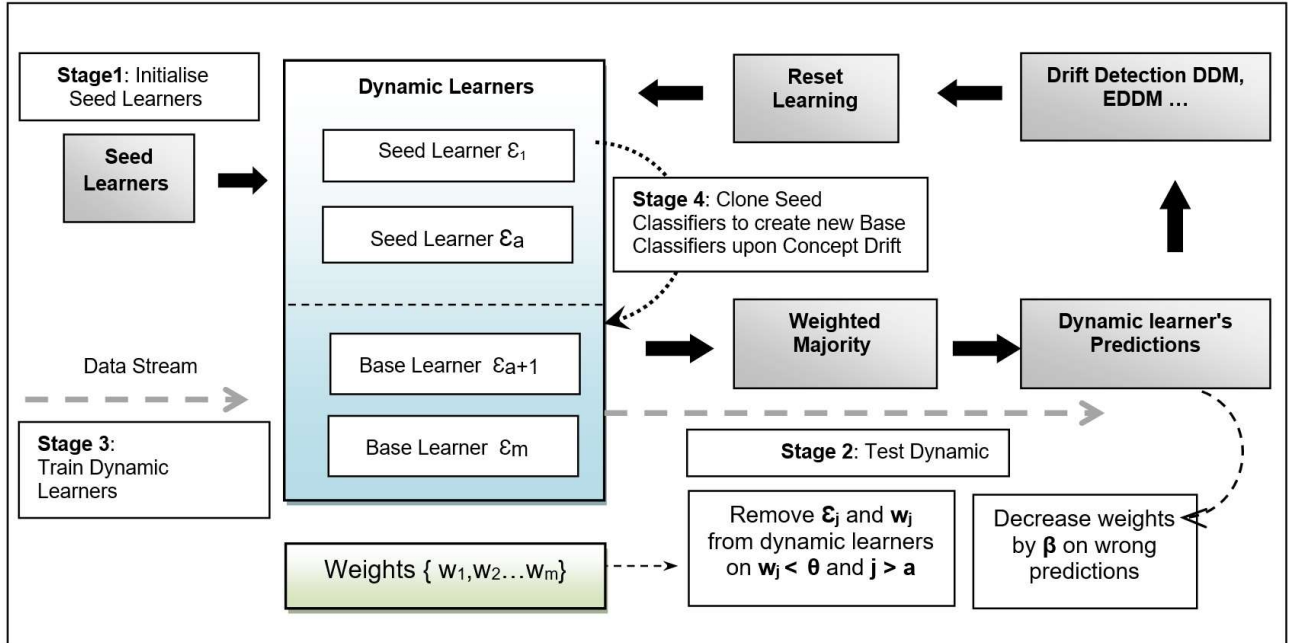 Stage1: Initialise
Seed Learners
Seed
Learners
Dynamic Learners
Seed Learner Ɛ₁
Seed Learner Ɛa
Base Learner Ɛa+1
Base Learner Ɛm
Reset
Learning
Drift Detection DDM,
EDDM ...
Stage 4: Clone Seed
Classifiers to create new Base
Classifiers upon Concept Drift
Weighted
Majority
Dynamic learner's
Predictions
Data Stream
Stage 3:
Train Dynamic
Learners
Stage 2: Test Dynamic
Weights { w₁,w₂…wₘ}
Remove Ɛⱼ and wⱼ
from dynamic learners
on wⱼ < θ and j > a
Decrease weights
by β on wrong
predictions